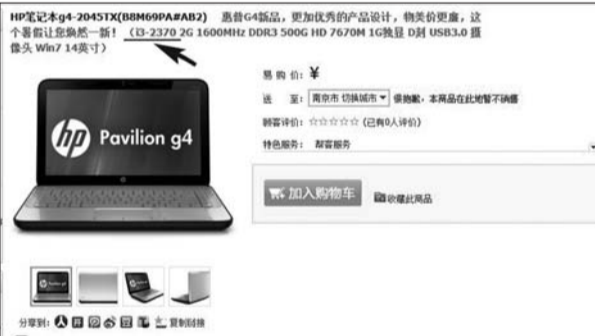 HP笔记本g4-2045TX(B8M69PA#AB2) 惠普G4新品，更加优秀的产品设计，物美价更廉，这
个暑假让您焕然一新！（i3-2370 2G 1600MHz DDR3 500G HD 7670M 1G独显 D刻 USB3.0 摄
像头 Win7 14英寸）
易 购 价：¥
送 至：南京市 切换城市 很抱歉，本商品在此地暂不销售
顾客评价：☆☆☆☆☆ (已有0人评价)
特色服务： 帮客服务
hp Pavilion g4
加入购物车 收藏此商品
分享到： 复制链接